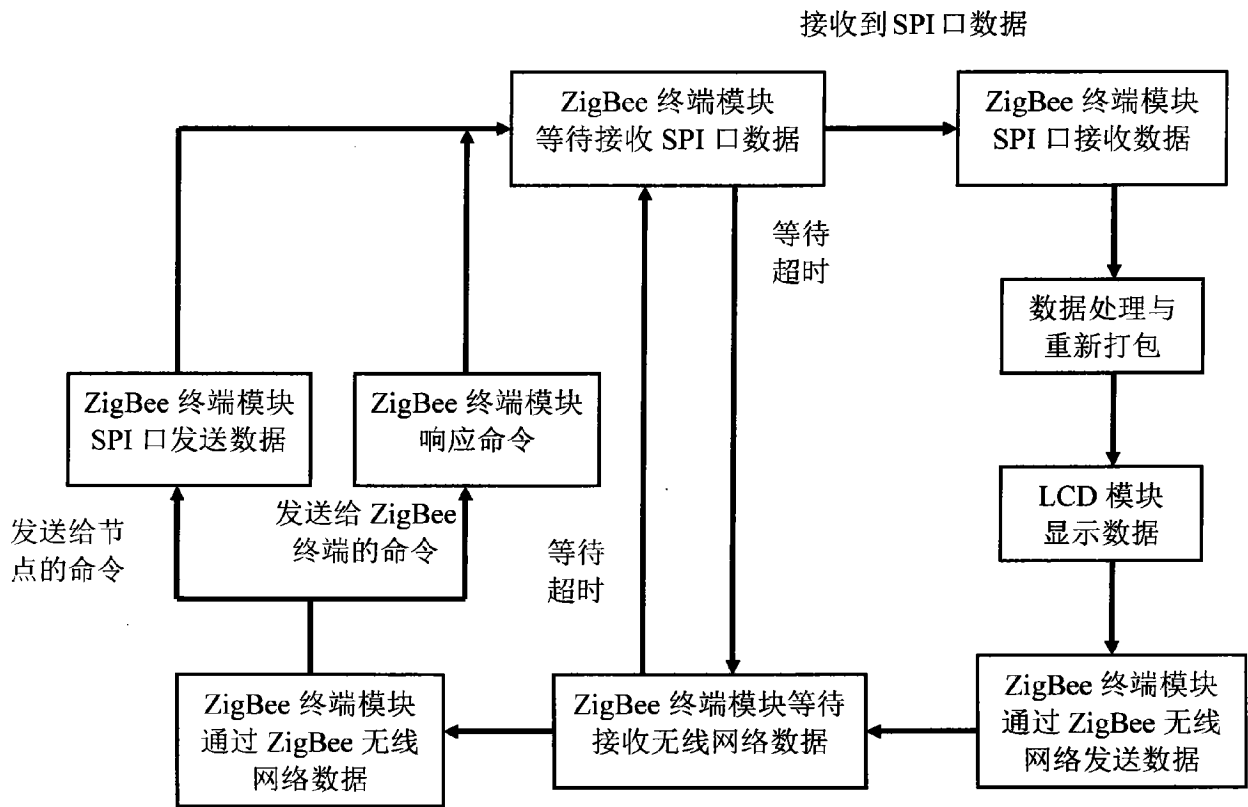 接收到 SPI 口数据
ZigBee 终端模块
等待接收 SPI 口数据
ZigBee 终端模块
SPI 口接收数据
等待
超时
数据处理与
重新打包
ZigBee 终端模块
SPI 口发送数据
ZigBee 终端模块
响应命令
LCD 模块
显示数据
发送给节
点的命令
发送给 ZigBee
终端的命令
等待
超时
ZigBee 终端模块
通过 ZigBee 无线
网络数据
ZigBee 终端模块等待
接收无线网络数据
ZigBee 终端模块
通过 ZigBee 无线
网络发送数据